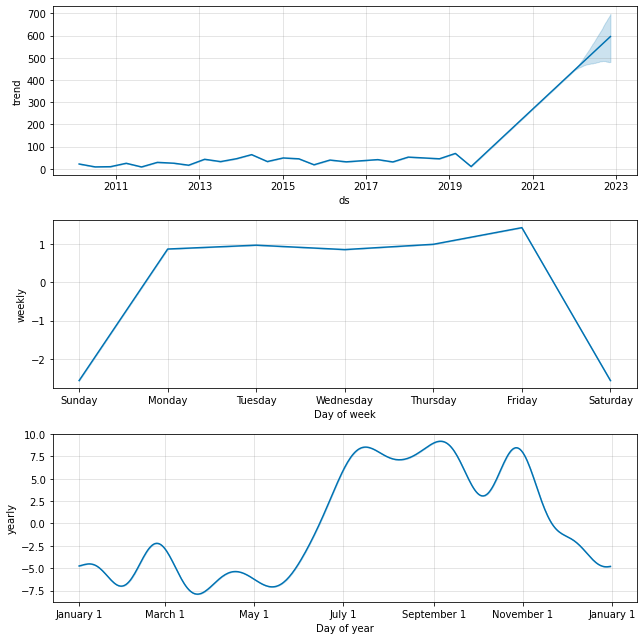 700
600
500
400
300
200
100
0
trend
2011 2013 2015 2017 2019 2021 2023
ds
1
0
−1
−2
weekly
Sunday Monday Tuesday Wednesday Thursday Friday Saturday
Day of week
10.0
7.5
5.0
2.5
0.0
−2.5
−5.0
−7.5
yearly
January 1 March 1 May 1 July 1 September 1 November 1 January 1
Day of year